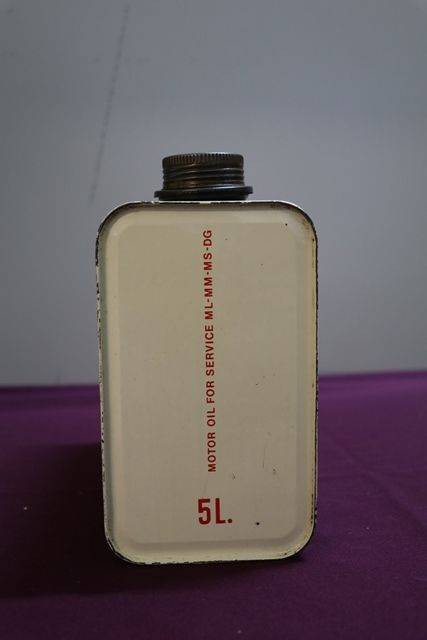 MOTOR OIL FOR SERVICE ML-MM-MS-DG
5L.